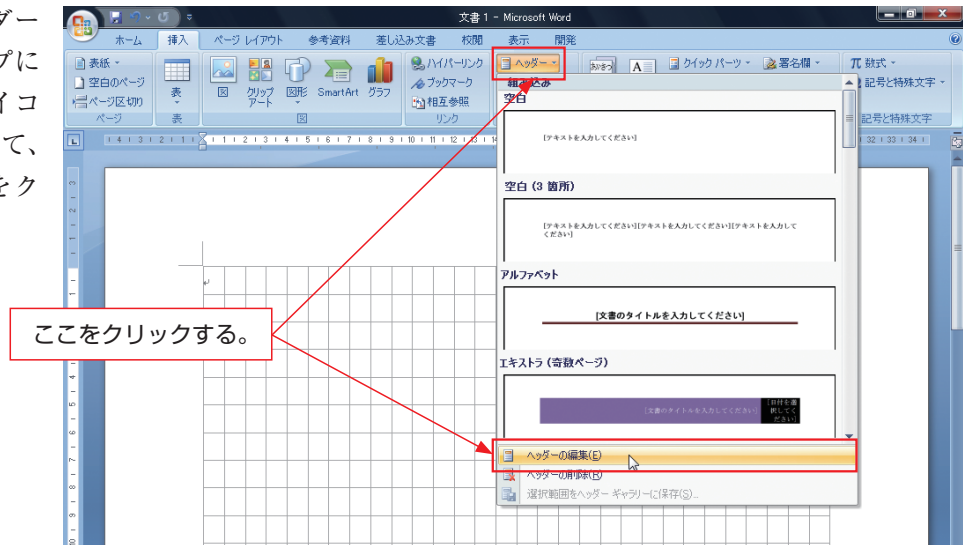 ダー
プに
イコ
て、
をク
文書 1 - Microsoft Word
ホーム 挿入 ページ レイアウト 参考資料 差し込み文書 校閲 表示 開発
表紙
空白のページ
ページ区切り
ページ
表
表
図 クリップ アート 図形 SmartArt グラフ
図
ハイパーリンク
ブックマーク
相互参照
リンク
ヘッダー
クイック パーツ
署名欄
π 数式
記号と特殊文字
記号と特殊文字
組み込み
空白
[テキストを入力してください]
空白 (3 箇所)
[テキストを入力してください][テキストを入力してください][テキストを入力して
ください]
アルファベット
[文書のタイトルを入力してください]
エキストラ (奇数ページ)
[文書のタイトルを入力してください]
[日付を選
択してく
ださい]
ヘッダーの編集(E)
ヘッダーの削除(R)
選択範囲をヘッダー ギャラリーに保存(S)...
ここをクリックする。